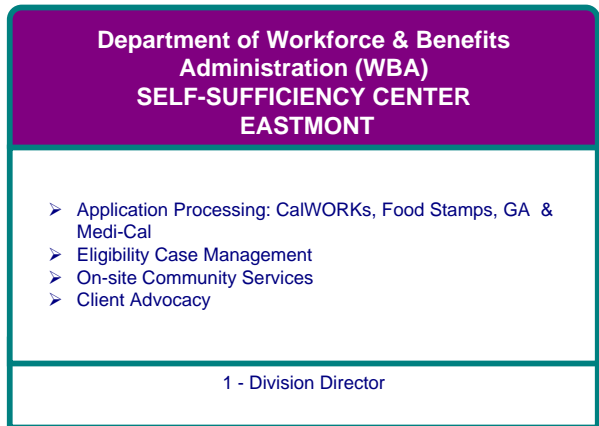 Department of Workforce & Benefits
Administration (WBA)
SELF-SUFFICIENCY CENTER
EASTMONT
➢ Application Processing: CalWORKs, Food Stamps, GA &
Medi-Cal
➢ Eligibility Case Management
➢ On-site Community Services
➢ Client Advocacy
1 - Division Director